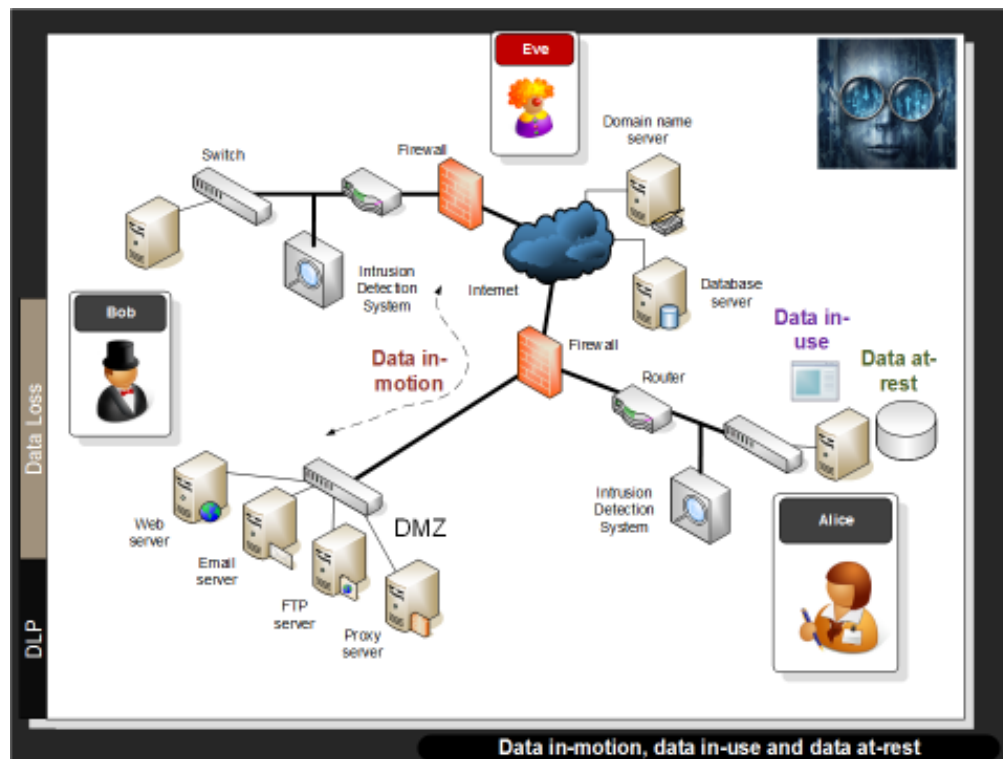 Eve
Domain name
server
Switch
Firewall
Intrusion
Detection
System
Internet
Database
server
Bob
Data in-
motion
Firewall
Data in-
use
Data at-
rest
Router
Data Loss
Web
server
Email
server
DMZ
FTP
server
Proxy
server
Intrusion
Detection
System
Alice
DLP
Data in-motion, data in-use and data at-rest